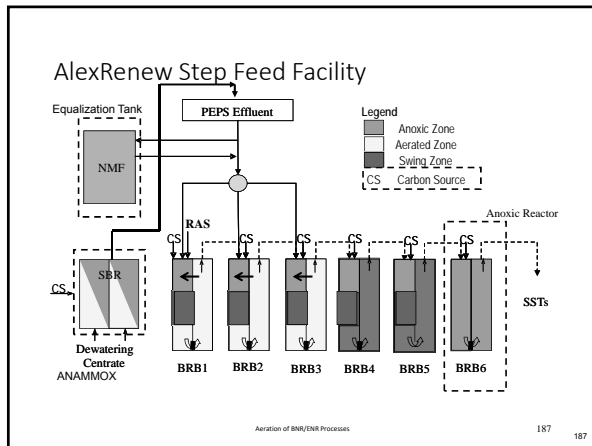 AlexRenew Step Feed Facility
Equalization Tank
PEPS Effluent
Legend
Anoxic Zone
Aerated Zone
Swing Zone
CS Carbon Source
NMF
Anoxic Reactor
RAS
CS CS CS CS CS CS
SBR
CS
SSTs
Dewatering
Centrate
ANAMMOX
BRB1 BRB2 BRB3 BRB4 BRB5 BRB6
Aeration of BNR/ENR Processes
187
187